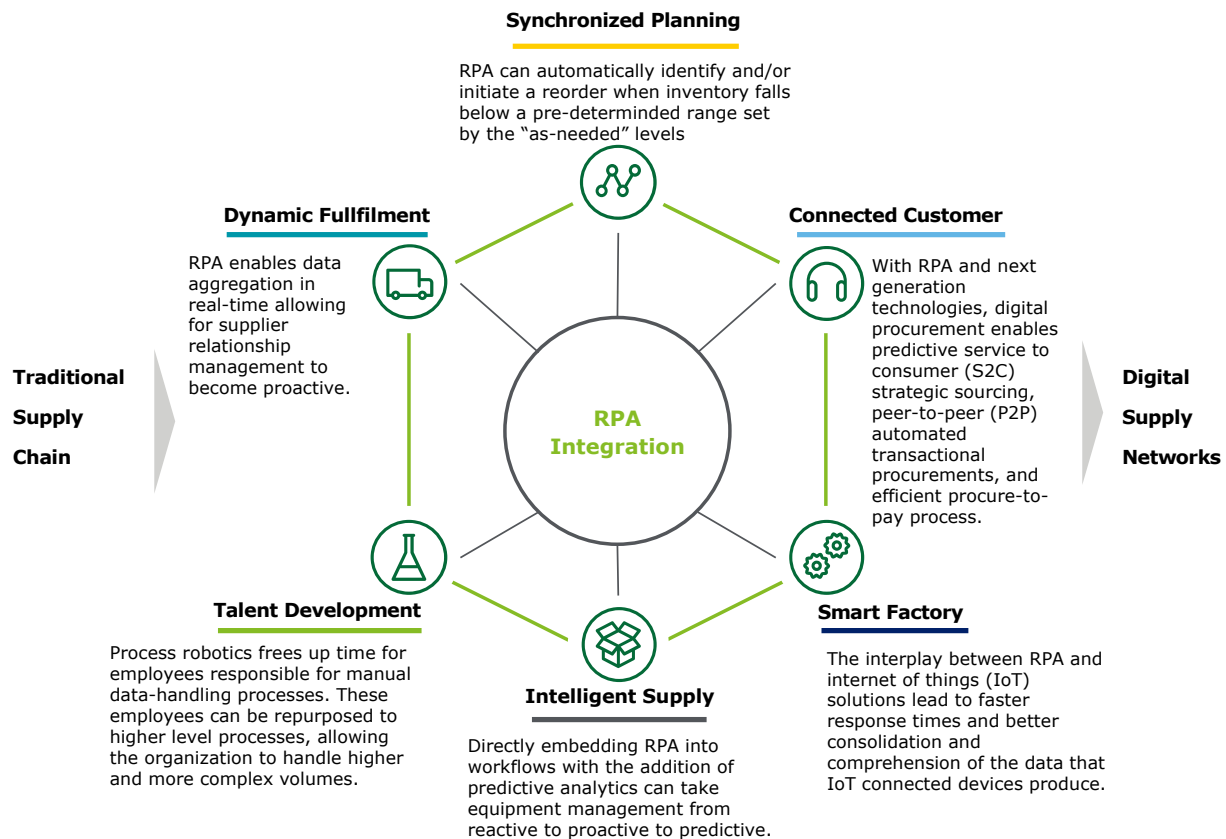 Synchronized Planning
RPA can automatically identify and/or
initiate a reorder when inventory falls
below a pre-determinded range set
by the “as-needed” levels
Dynamic Fullfilment
RPA enables data
aggregation in
real-time allowing
for supplier
relationship
management to
become proactive.
Connected Customer
With RPA and next
generation
technologies, digital
procurement enables
predictive service to
consumer (S2C)
strategic sourcing,
peer-to-peer (P2P)
automated
transactional
procurements, and
efficient procure-to-
pay process.
Traditional
Supply
Chain
RPA
Integration
Digital
Supply
Networks
Talent Development
Process robotics frees up time for
employees responsible for manual
data-handling processes. These
employees can be repurposed to
higher level processes, allowing
the organization to handle higher
and more complex volumes.
Intelligent Supply
Directly embedding RPA into
workflows with the addition of
predictive analytics can take
equipment management from
reactive to proactive to predictive.
Smart Factory
The interplay between RPA and
internet of things (IoT)
solutions lead to faster
response times and better
consolidation and
comprehension of the data that
IoT connected devices produce.